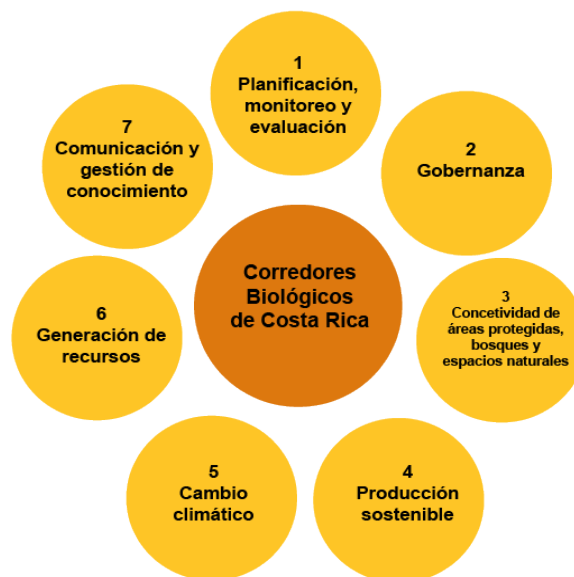 1
Planificación,
monitoreo y
evaluación
2
Gobernanza
3
Concetividad de
áreas protegidas,
bosques y
espacios naturales
4
Producción
sostenible
5
Cambio
climático
6
Generación de
recursos
7
Comunicación y
gestión de
conocimiento
Corredores
Biológicos
de Costa Rica